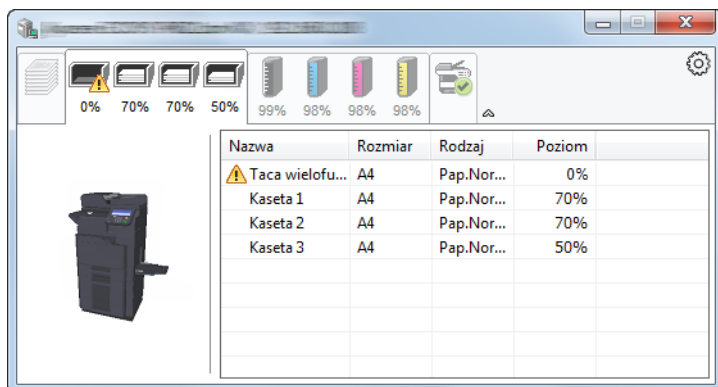 0% 70% 70% 50% 99% 98% 98% 98%
Nazwa Rozmiar Rodzaj Poziom
Taca wielofu... A4 Pap.Nor... 0%
Kaseta 1 A4 Pap.Nor... 70%
Kaseta 2 A4 Pap.Nor... 70%
Kaseta 3 A4 Pap.Nor... 50%